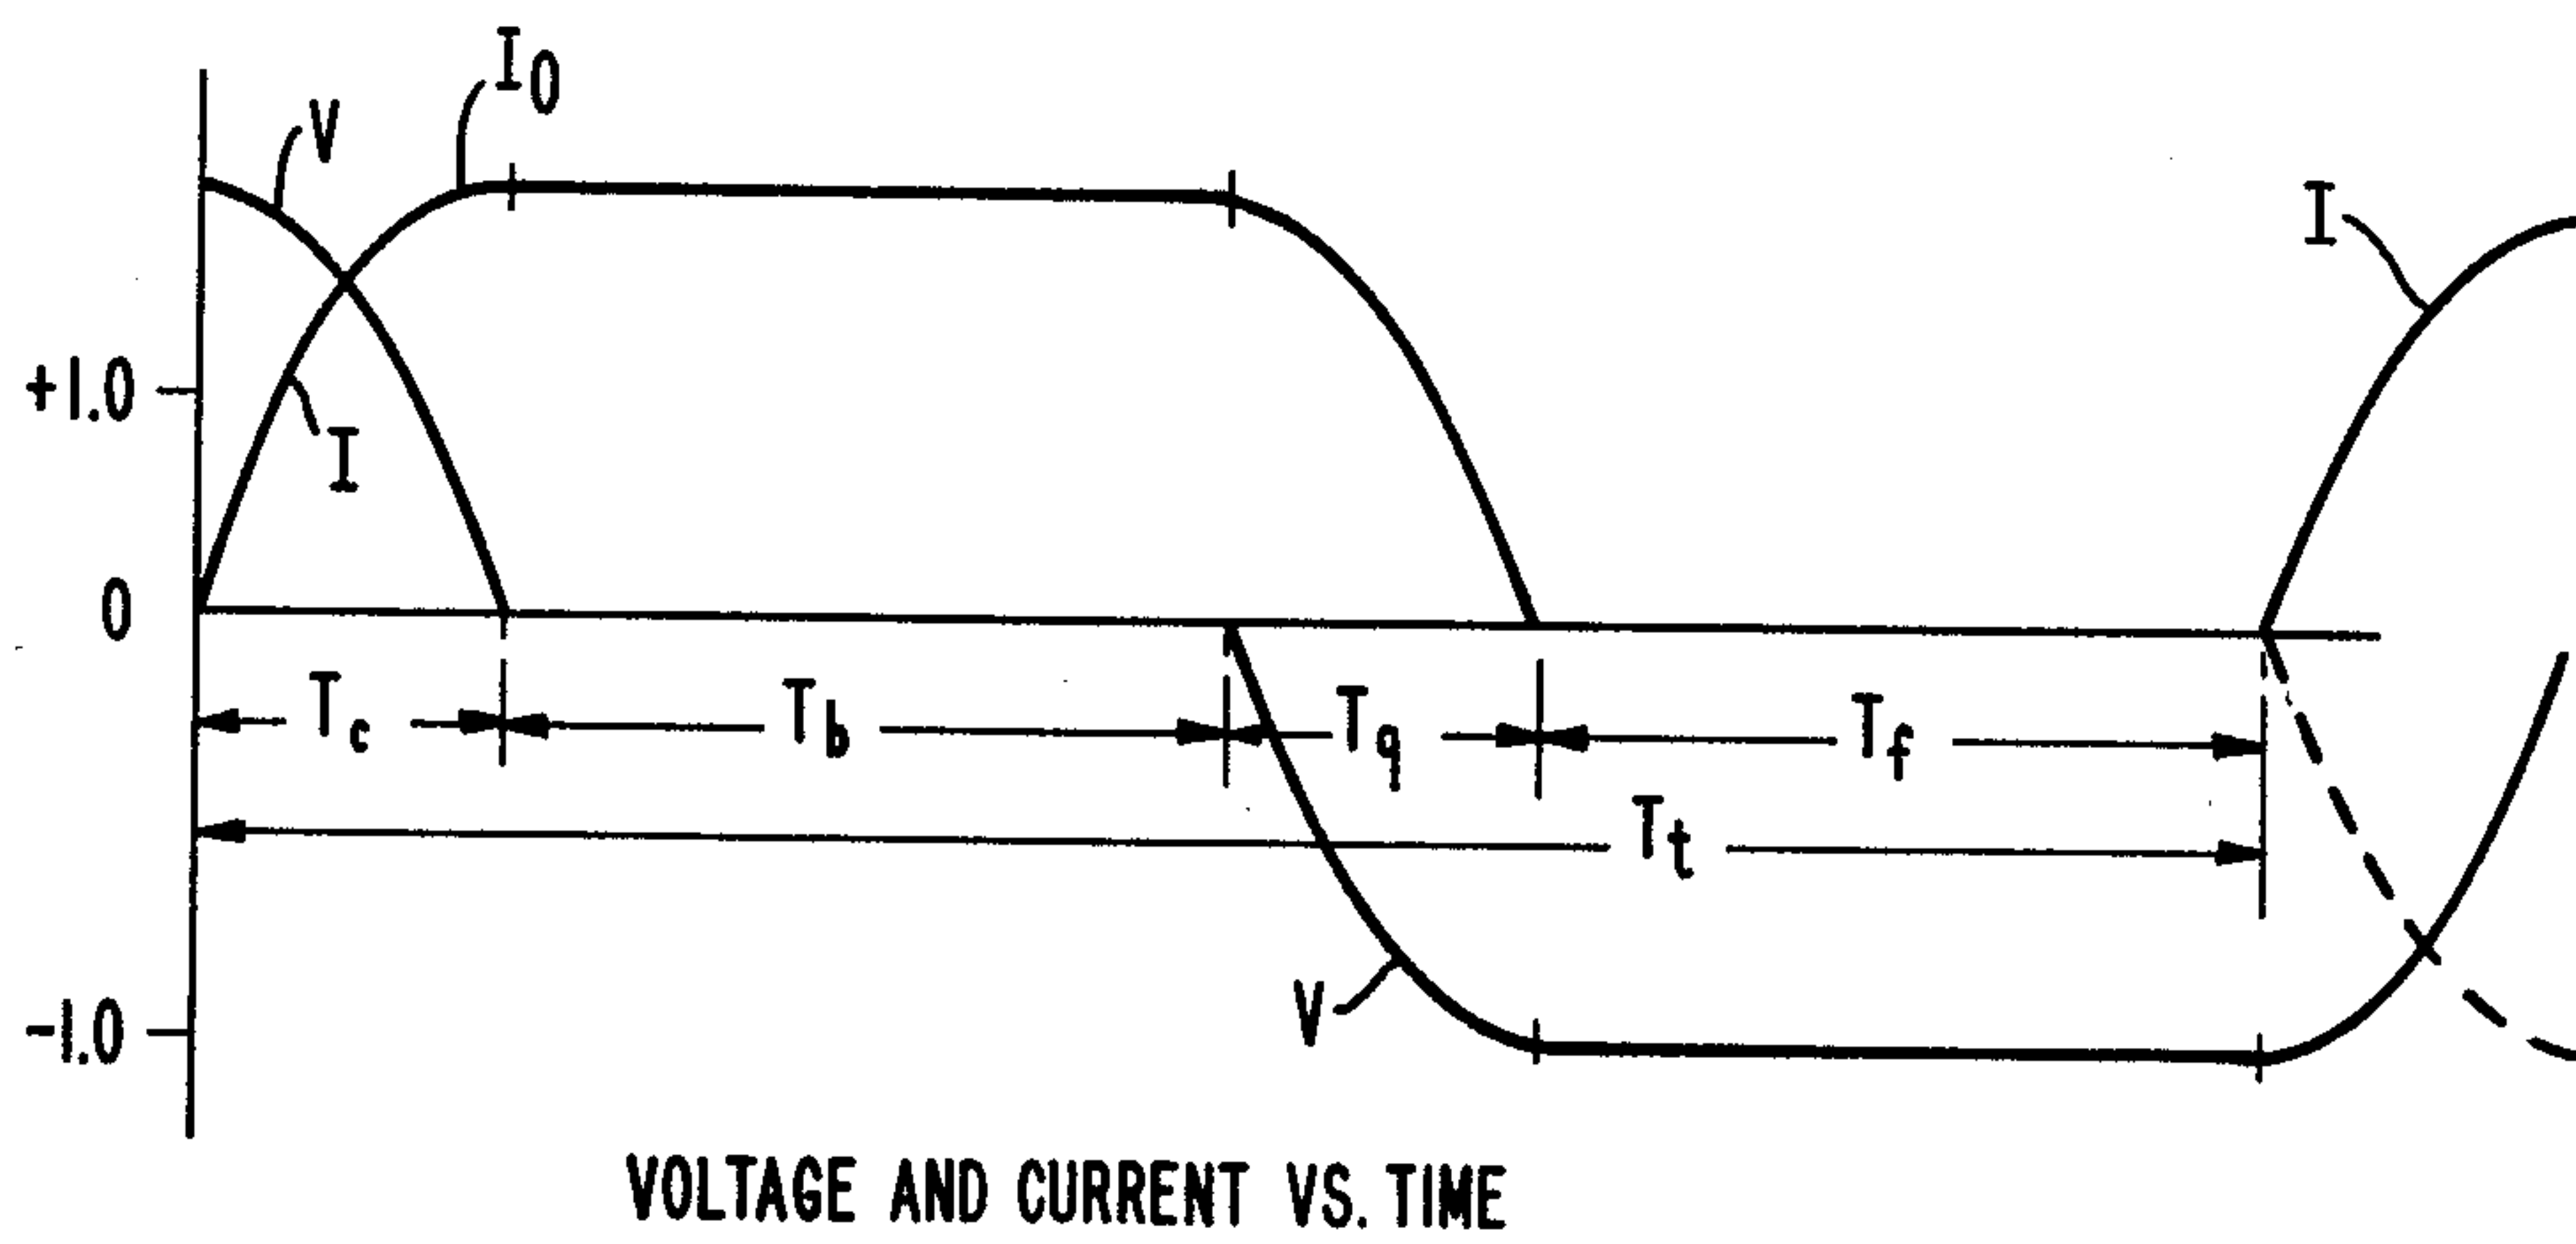 I0
V
I
+1.0
I
0
Tc
Tb
Tq
Tf
Tt
V
-1.0
VOLTAGE AND CURRENT VS. TIME